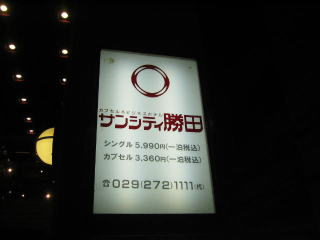 カプセル&ビジネスホテル
サンシティ勝田
シングル 5,990円(一泊税込)
カプセル 3,360円(一泊税込)
☎029(272)1111(代)